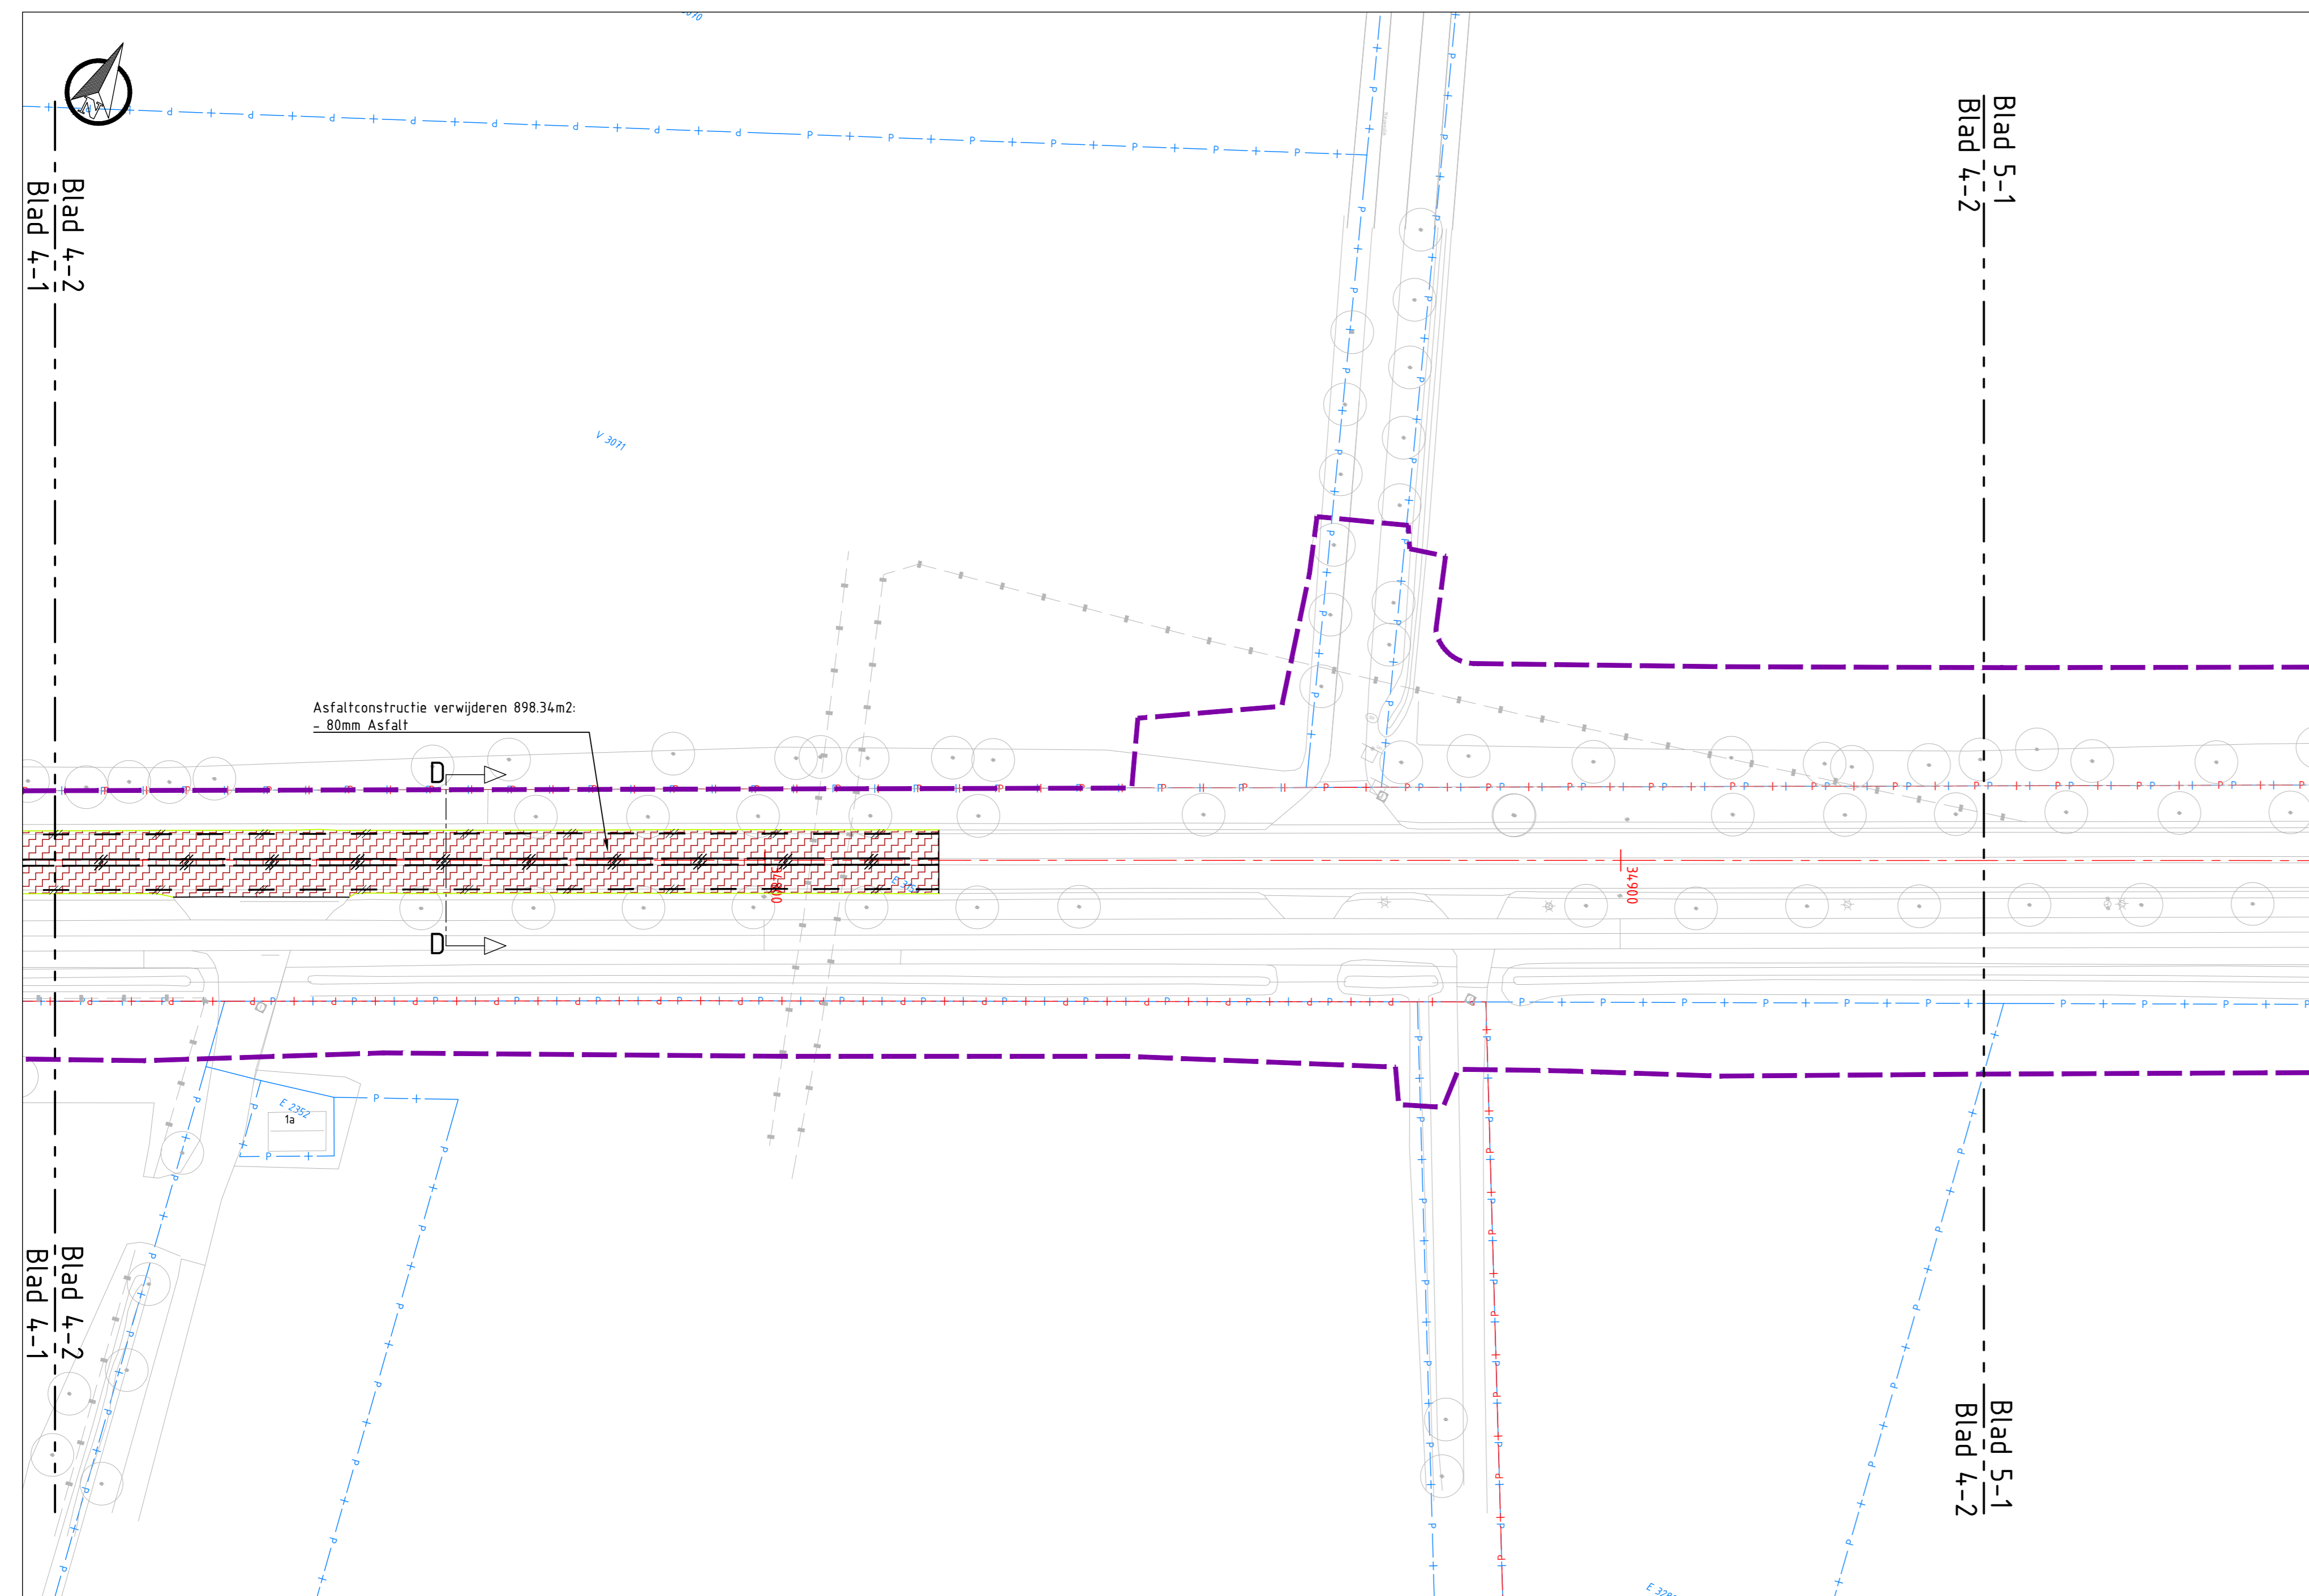 Blad 4-2
Blad 4-1
Blad 5-1
Blad 4-2
V 3071
Asfaltconstructie verwijderen 898.34m2:
- 80mm Asfalt
D
34900
D
E 2352
1a
Blad 4-2
Blad 4-1
Blad 5-1
Blad 4-2